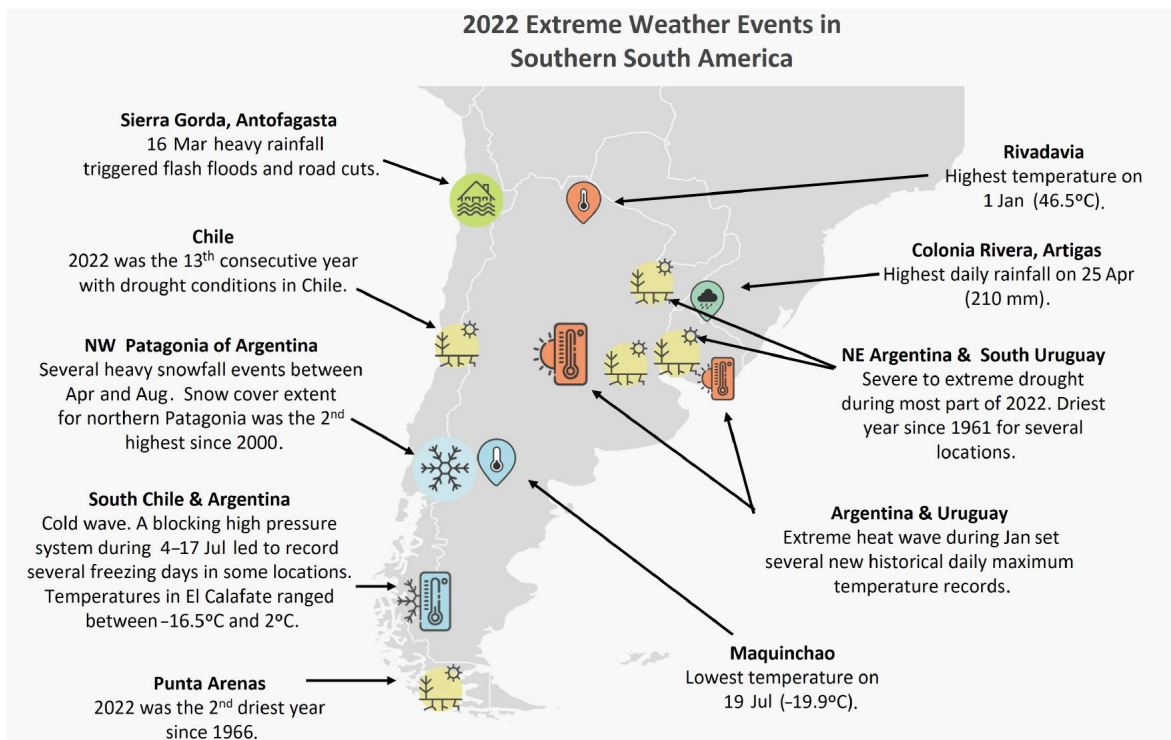 2022 Extreme Weather Events in
Southern South America
Sierra Gorda, Antofagasta
16 Mar heavy rainfall
triggered flash floods and road cuts.
Chile
2022 was the 13th consecutive year
with drought conditions in Chile.
NW Patagonia of Argentina
Several heavy snowfall events between
Apr and Aug. Snow cover extent
for northern Patagonia was the 2nd
highest since 2000.
South Chile & Argentina
Cold wave. A blocking high pressure
system during 4–17 Jul led to record
several freezing days in some locations.
Temperatures in El Calafate ranged
between –16.5ºC and 2ºC.
Punta Arenas
2022 was the 2nd driest year
since 1966.
Rivadavia
Highest temperature on
1 Jan (46.5ºC).
Colonia Rivera, Artigas
Highest daily rainfall on 25 Apr
(210 mm).
NE Argentina & South Uruguay
Severe to extreme drought
during most part of 2022. Driest
year since 1961 for several
locations.
Argentina & Uruguay
Extreme heat wave during Jan set
several new historical daily maximum
temperature records.
Maquinchao
Lowest temperature on
19 Jul (–19.9ºC).